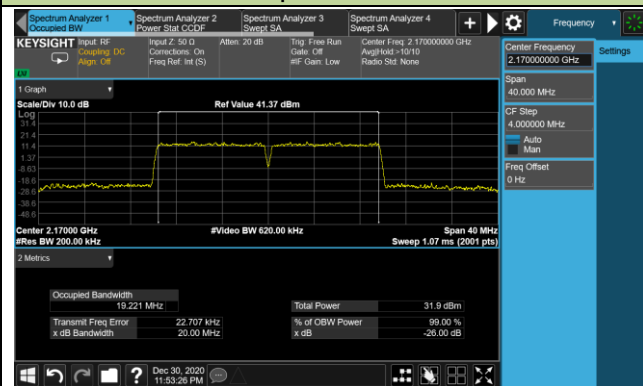 Spectrum Analyzer 1
Occupied BW
Spectrum Analyzer 2
Power Stat CCDF
Spectrum Analyzer 3
Swept SA
Spectrum Analyzer 4
Swept SA
Frequency
KEYSIGHT
Input: RF
Coupling: DC
Align: Off
Input Z: 50 Ω
Corrections: On
Freq Ref: Int (S)
Atten: 20 dB
Trig: Free Run
Gate: Off
#IF Gain: Low
Center Freq: 2.170000000 GHz
Avg|Hold:>10/10
Radio Std: None
LXI
Center Frequency
2.170000000 GHz
Settings
Span
40.000 MHz
CF Step
4.000000 MHz
Auto
Man
Freq Offset
0 Hz
1 Graph
Scale/Div 10.0 dB
Ref Value 41.37 dBm
Log
31.4
21.4
11.4
1.37
-8.63
-18.6
-28.6
-38.6
-48.6
Center 2.17000 GHz
#Video BW 620.00 kHz
Span 40 MHz
#Res BW 200.00 kHz
Sweep 1.07 ms (2001 pts)
2 Metrics
Occupied Bandwidth
19.221 MHz
Total Power
31.9 dBm
Transmit Freq Error
22.707 kHz
% of OBW Power
99.00 %
x dB Bandwidth
20.00 MHz
x dB
-26.00 dB
?
Dec 30, 2020
11:53:26 PM